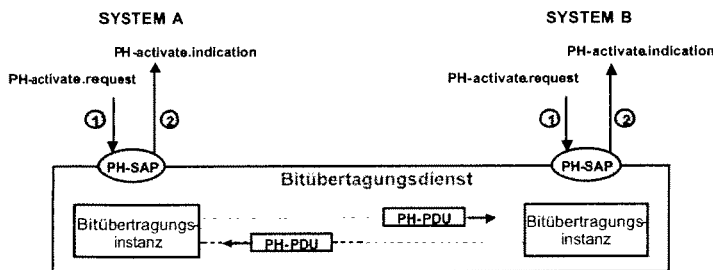 SYSTEM A
SYSTEM B
PH-activate.indication
PH-activate.indication
PH-activate.request
PH-activate.request
1
2
1
2
PH-SAP
PH-SAP
Bitübertagungsdienst
Bitübertragungs-
instanz
PH-PDU
PH-PDU
Bitübertragungs-
instanz